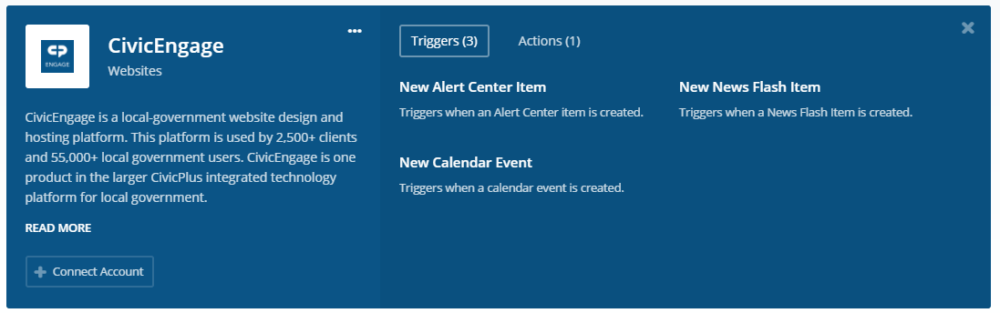 CP
ENGAGE
CivicEngage
Websites
•••
CivicEngage is a local-government website design and
hosting platform. This platform is used by 2,500+ clients
and 55,000+ local government users. CivicEngage is one
product in the larger CivicPlus integrated technology
platform for local government.
READ MORE
Connect Account
Triggers (3) Actions (1)
New Alert Center Item
Triggers when an Alert Center item is created.
New News Flash Item
Triggers when a News Flash Item is created.
New Calendar Event
Triggers when a calendar event is created.